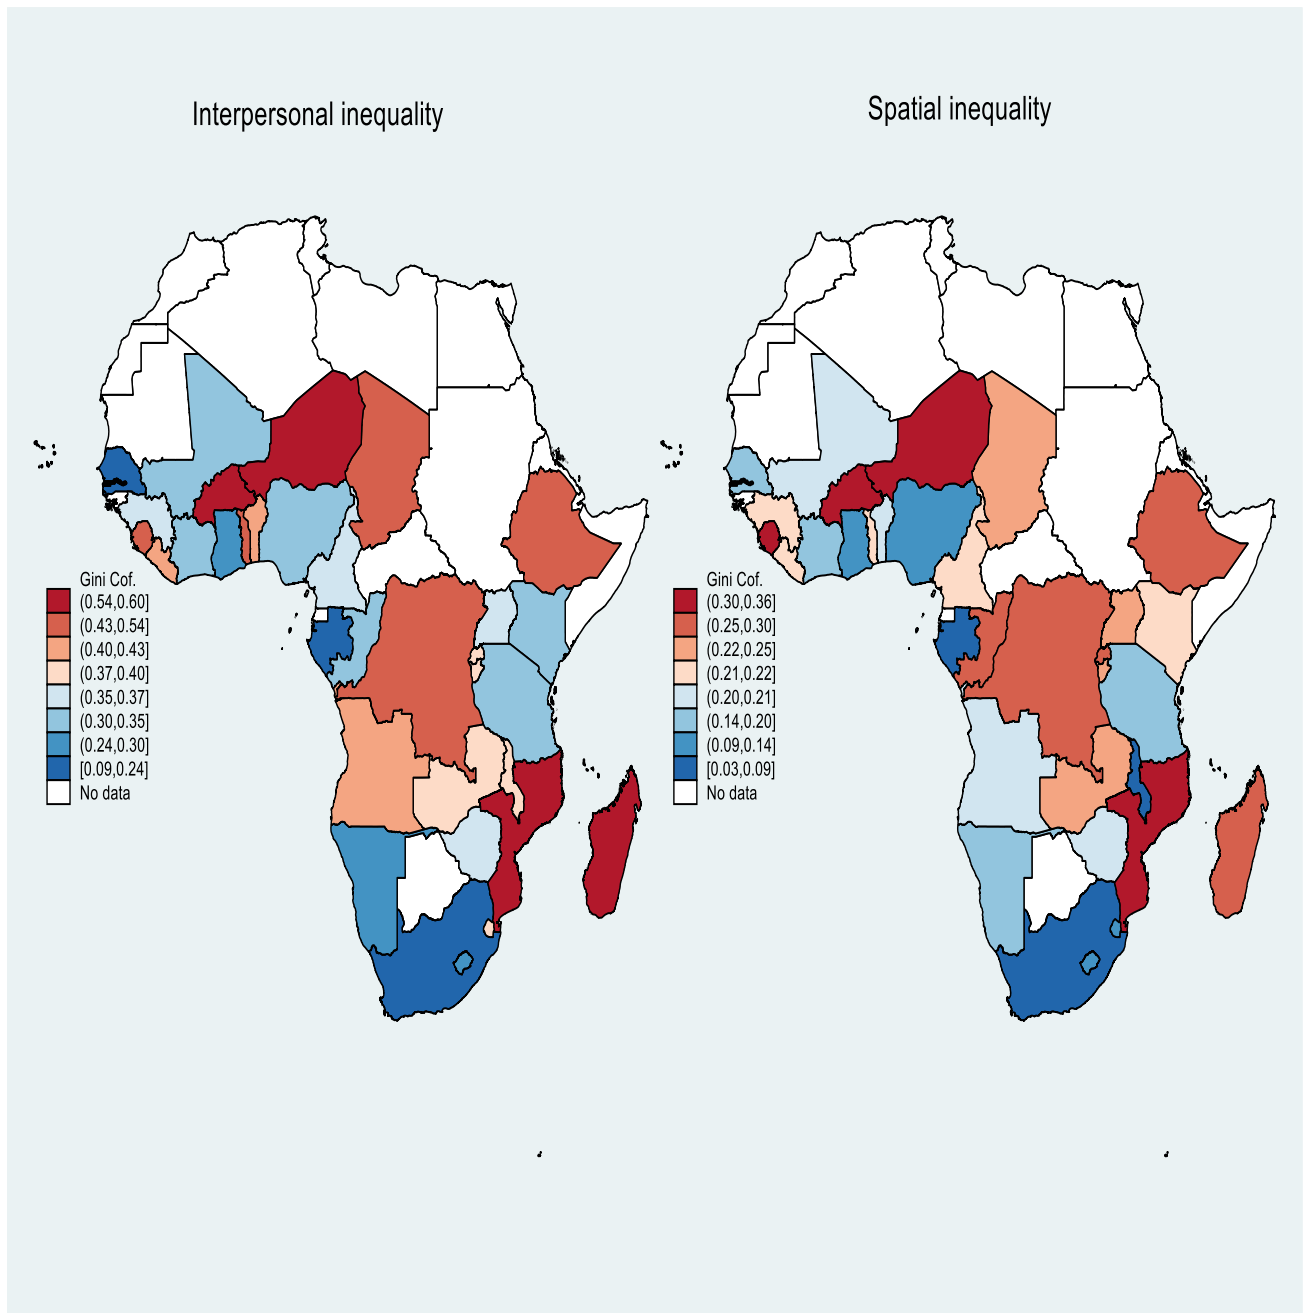 Interpersonal inequality
Gini Cof.
(0.54,0.60]
(0.43,0.54]
(0.40,0.43]
(0.37,0.40]
(0.35,0.37]
(0.30,0.35]
(0.24,0.30]
[0.09,0.24]
No data
Spatial inequality
Gini Cof.
(0.30,0.36]
(0.25,0.30]
(0.22,0.25]
(0.21,0.22]
(0.20,0.21]
(0.14,0.20]
(0.09,0.14]
[0.03,0.09]
No data